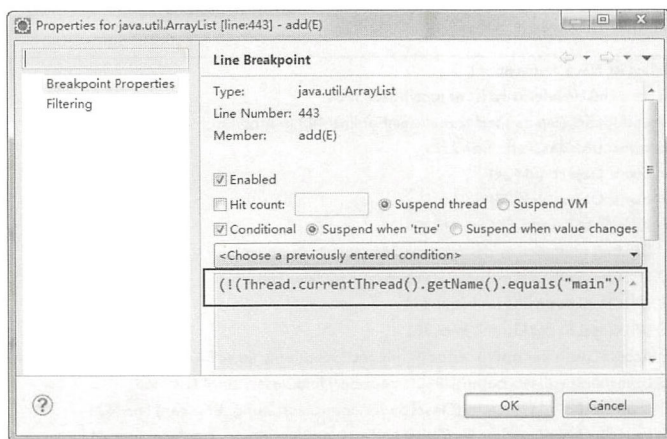 Properties for java.util.ArrayList [line:443] - add(E)
Breakpoint Properties
Filtering
Line Breakpoint
Type: java.util.ArrayList
Line Number: 443
Member: add(E)
Enabled
Hit count: Suspend thread Suspend VM
Conditional Suspend when 'true' Suspend when value changes
<Choose a previously entered condition>
(!(Thread.currentThread().getName().equals("main")
OK Cancel